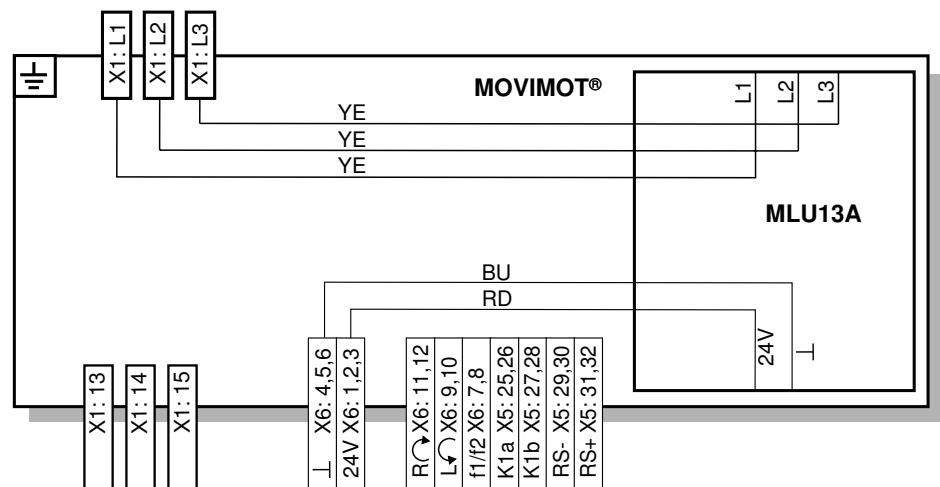 X1: L1
X1: L2
X1: L3
MOVIMOT®
L1
L2
L3
YE
YE
YE
MLU13A
BU
RD
24V
⊥
X1: 13
X1: 14
X1: 15
⊥ X6: 4,5,6
24V X6: 1,2,3
R X6: 11,12
L X6: 9,10
f1/f2 X6: 7,8
K1a X5: 25,26
K1b X5: 27,28
RS- X5: 29,30
RS+ X5: 31,32